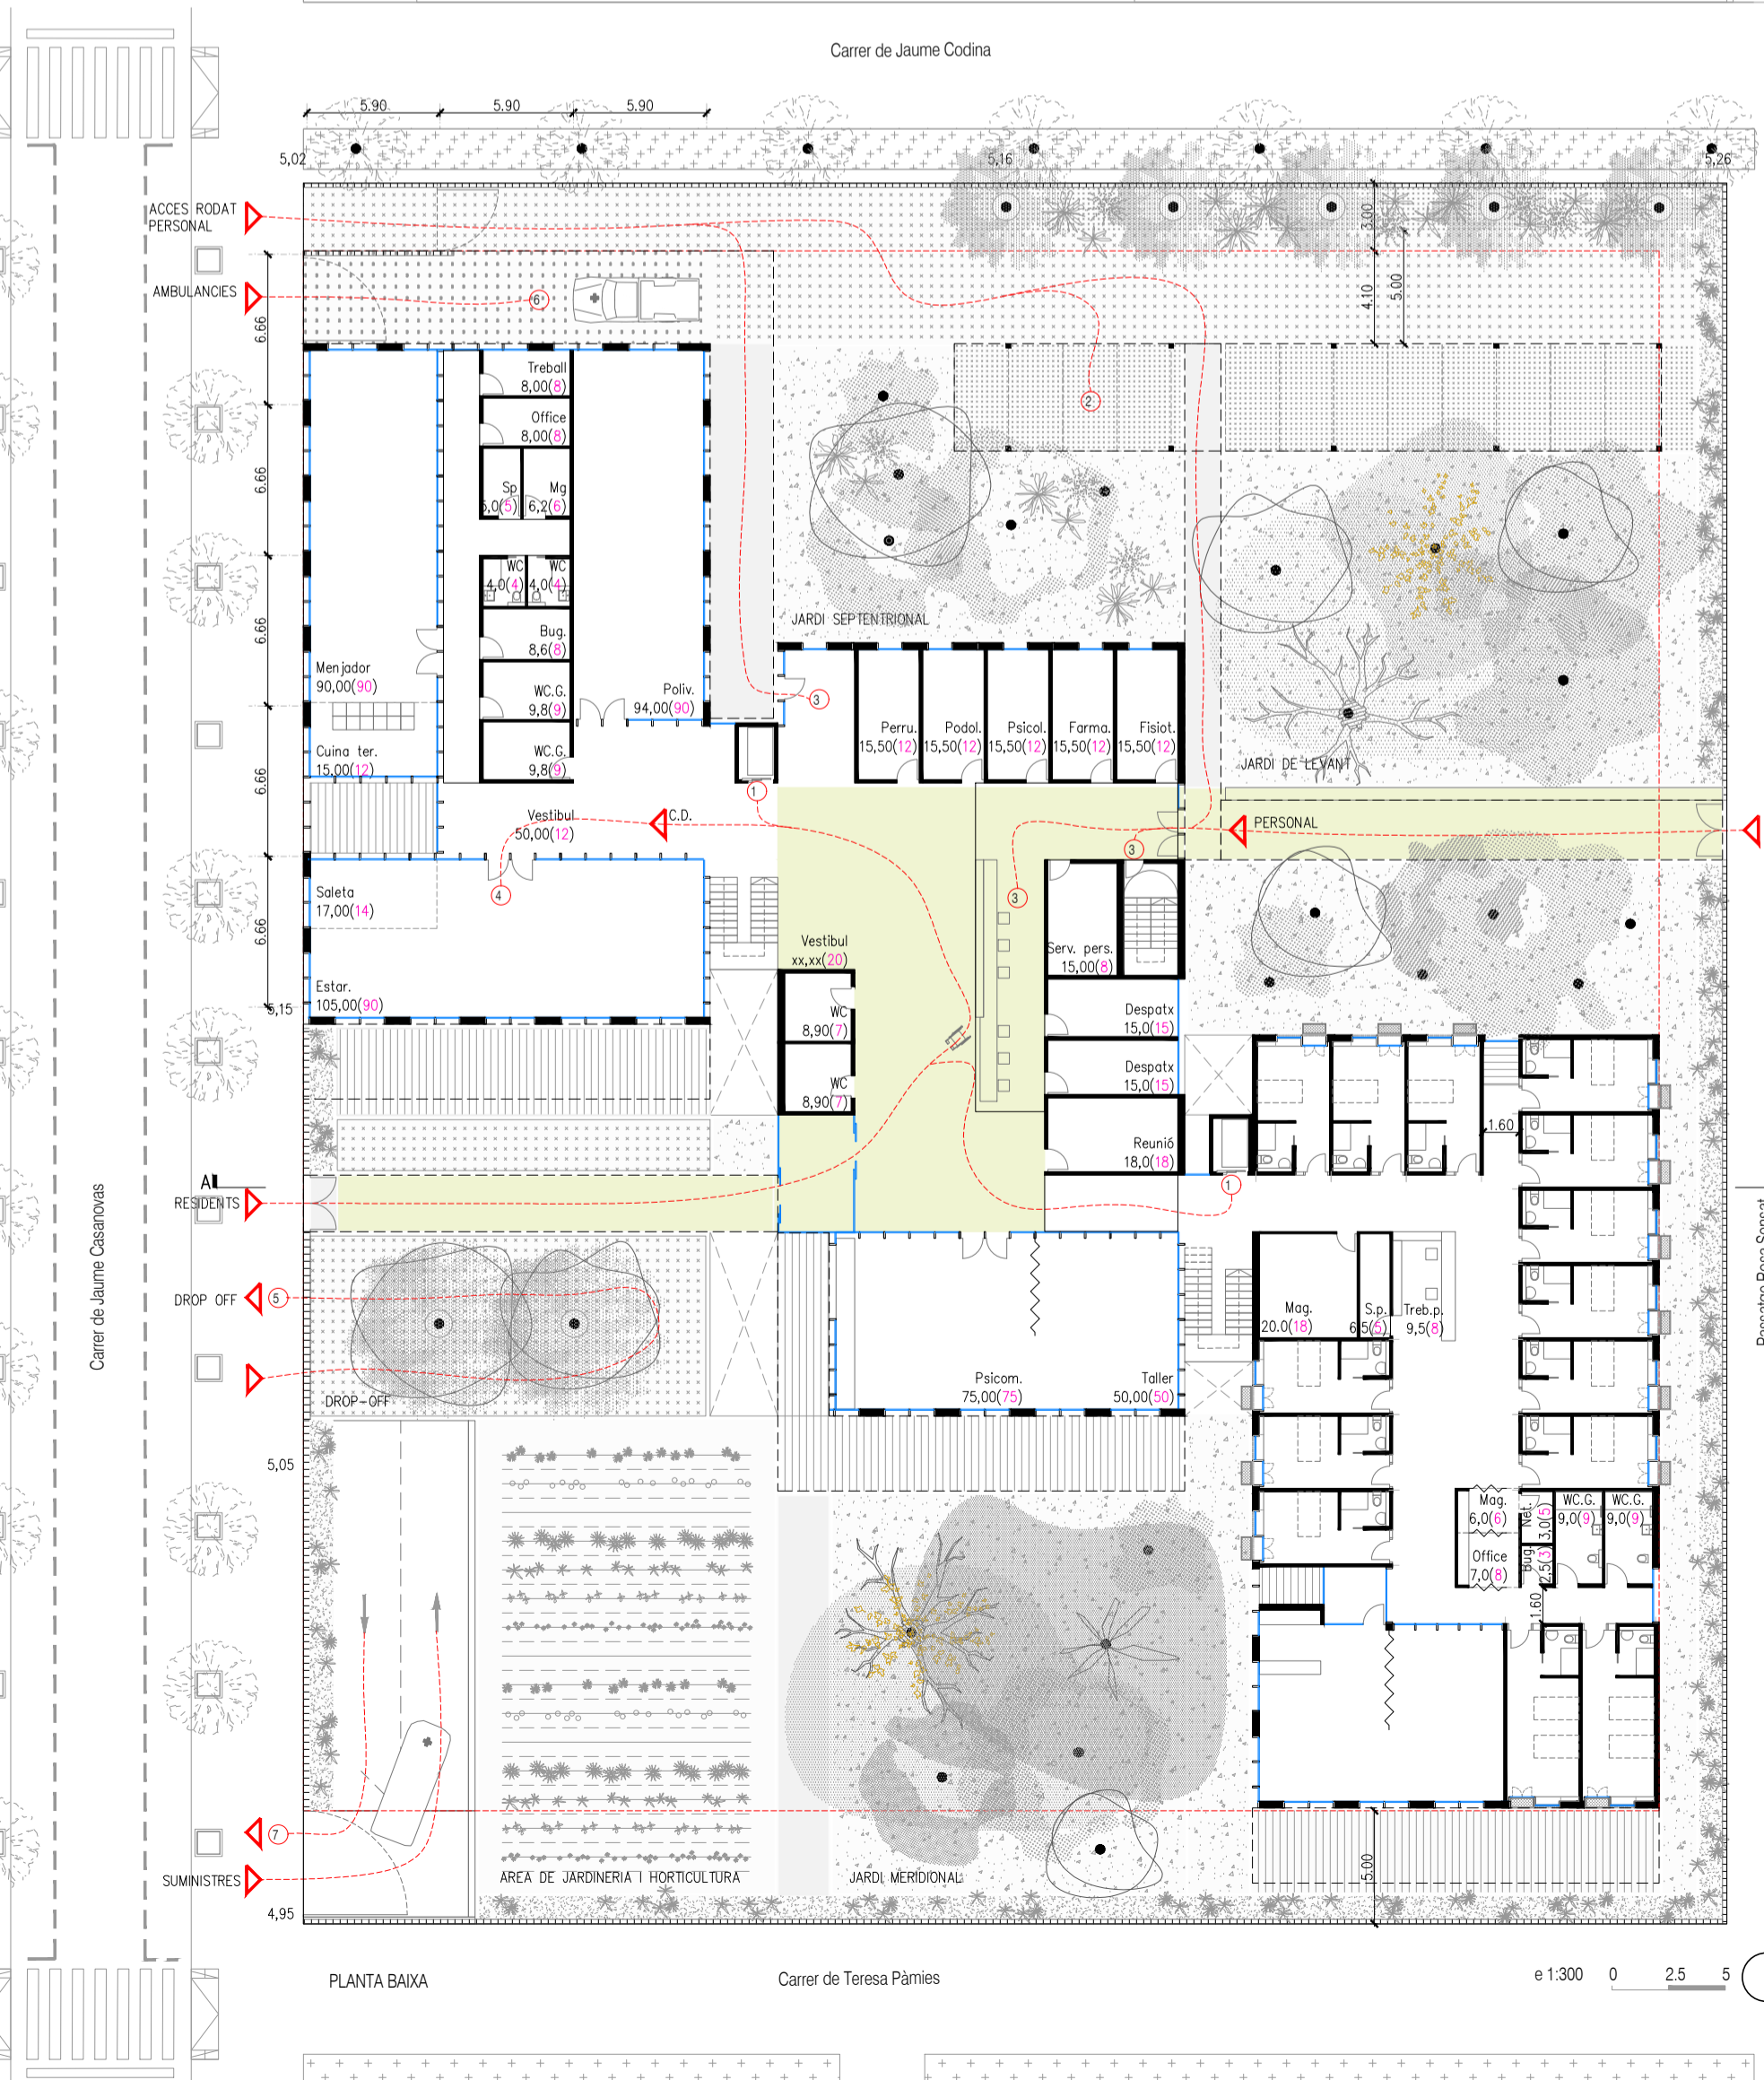 Carrer de Jaume Codina
5.90
5.90
5.90
5,02
5,16
5,26
ACCES RODAT
PERSONAL
3.00
AMBULANCIES
6
4.10
5.00
6.66
Treball
8,00(8)
Office
8,00(8)
2
6.66
Sp
5,0(5)
Mg
6,2(6)
WC
4,0(4)
WC
4,0(4)
6.66
Bug.
8,6(8)
JARDI SEPTENTRIONAL
Menjador
90,00(90)
WC.G.
9,8(9)
Poliv.
94,00(90)
3
Perru.
15,50(12)
Podol.
15,50(12)
Psicol.
15,50(12)
Farma.
15,50(12)
Fisiot.
15,50(12)
Cuina ter.
15.00(12)
WC.G.
9,8(9)
JARDI DE LLEVANT
6.66
1
Vestibul
50,00(12)
C.D.
PERSONAL
3
Saleta
17,00(14)
4
3
6.66
Vestibul
xx,xx(20)
Serv. pers.
15,00(8)
Estar.
105,00(90)
5,15
WC
8,90(7)
Despatx
15,0(15)
WC
8,90(7)
Despatx
15,0(15)
1.60
Reunió
18,0(18)
A
RESIDENTS
1
Carrer de Jaume Casanovas
DROP OFF
5
Mag.
20.0(18)
S.p.
6,5(5)
Treb.p.
9,5(8)
DROP-OFF
Psicom.
75,00(75)
Taller
50,00(50)
5,05
Mag.
6,0(6)
Net.
3,0(5)
WC.G.
9,0(9)
WC.G.
9,0(9)
Office
7,0(8)
Bug.
2,5(3)
1.60
7
SUMINISTRES
AREA DE JARDINERIA I HORTICULTURA
JARDI MERIDIONAL
5.00
4,95
PLANTA BAIXA
Carrer de Teresa Pàmies
e 1:300
0
2.5
5